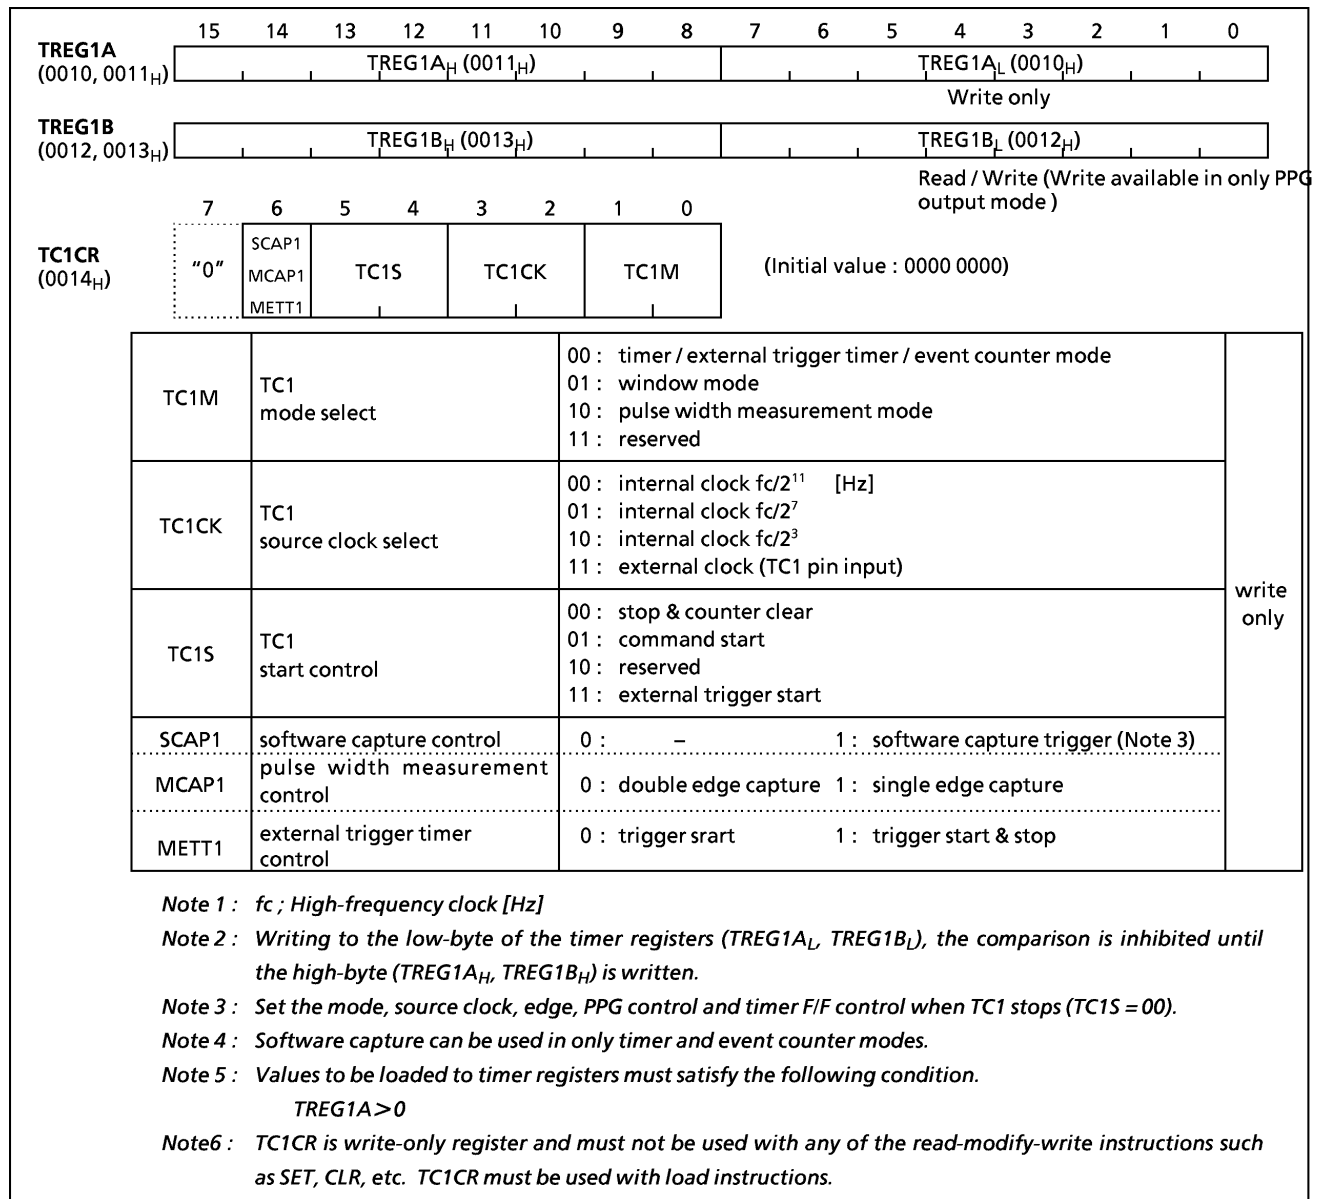 15 14 13 12 11 10 9 8 7 6 5 4 3 2 1 0
TREG1A
(0010, 0011H)
TREG1AH (0011H) TREG1AL (0010H)
Write only
TREG1B
(0012, 0013H)
TREG1BH (0013H) TREG1BL (0012H)
Read / Write (Write available in only PPG
output mode )
7 6 5 4 3 2 1 0
TC1CR
(0014H)
"0"
SCAP1
MCAP1
METT1
TC1S TC1CK TC1M (Initial value : 0000 0000)
TC1M
TC1
mode select
00 : timer / external trigger timer / event counter mode
01 : window mode
10 : pulse width measurement mode
11 : reserved
TC1CK
TC1
source clock select
00 : internal clock fc/2¹¹ [Hz]
01 : internal clock fc/2⁷
10 : internal clock fc/2³
11 : external clock (TC1 pin input)
TC1S
TC1
start control
00 : stop & counter clear
01 : command start
10 : reserved
11 : external trigger start
write
only
SCAP1 software capture control 0 : – 1 : software capture trigger (Note 3)
MCAP1
pulse width measurement
control
0 : double edge capture 1 : single edge capture
METT1
external trigger timer
control
0 : trigger srart 1 : trigger start & stop
Note 1 : fc ; High-frequency clock [Hz]
Note 2 : Writing to the low-byte of the timer registers (TREG1AL, TREG1BL), the comparison is inhibited until
the high-byte (TREG1AH, TREG1BH) is written.
Note 3 : Set the mode, source clock, edge, PPG control and timer F/F control when TC1 stops (TC1S = 00).
Note 4 : Software capture can be used in only timer and event counter modes.
Note 5 : Values to be loaded to timer registers must satisfy the following condition.
TREG1A>0
Note6 : TC1CR is write-only register and must not be used with any of the read-modify-write instructions such
as SET, CLR, etc. TC1CR must be used with load instructions.